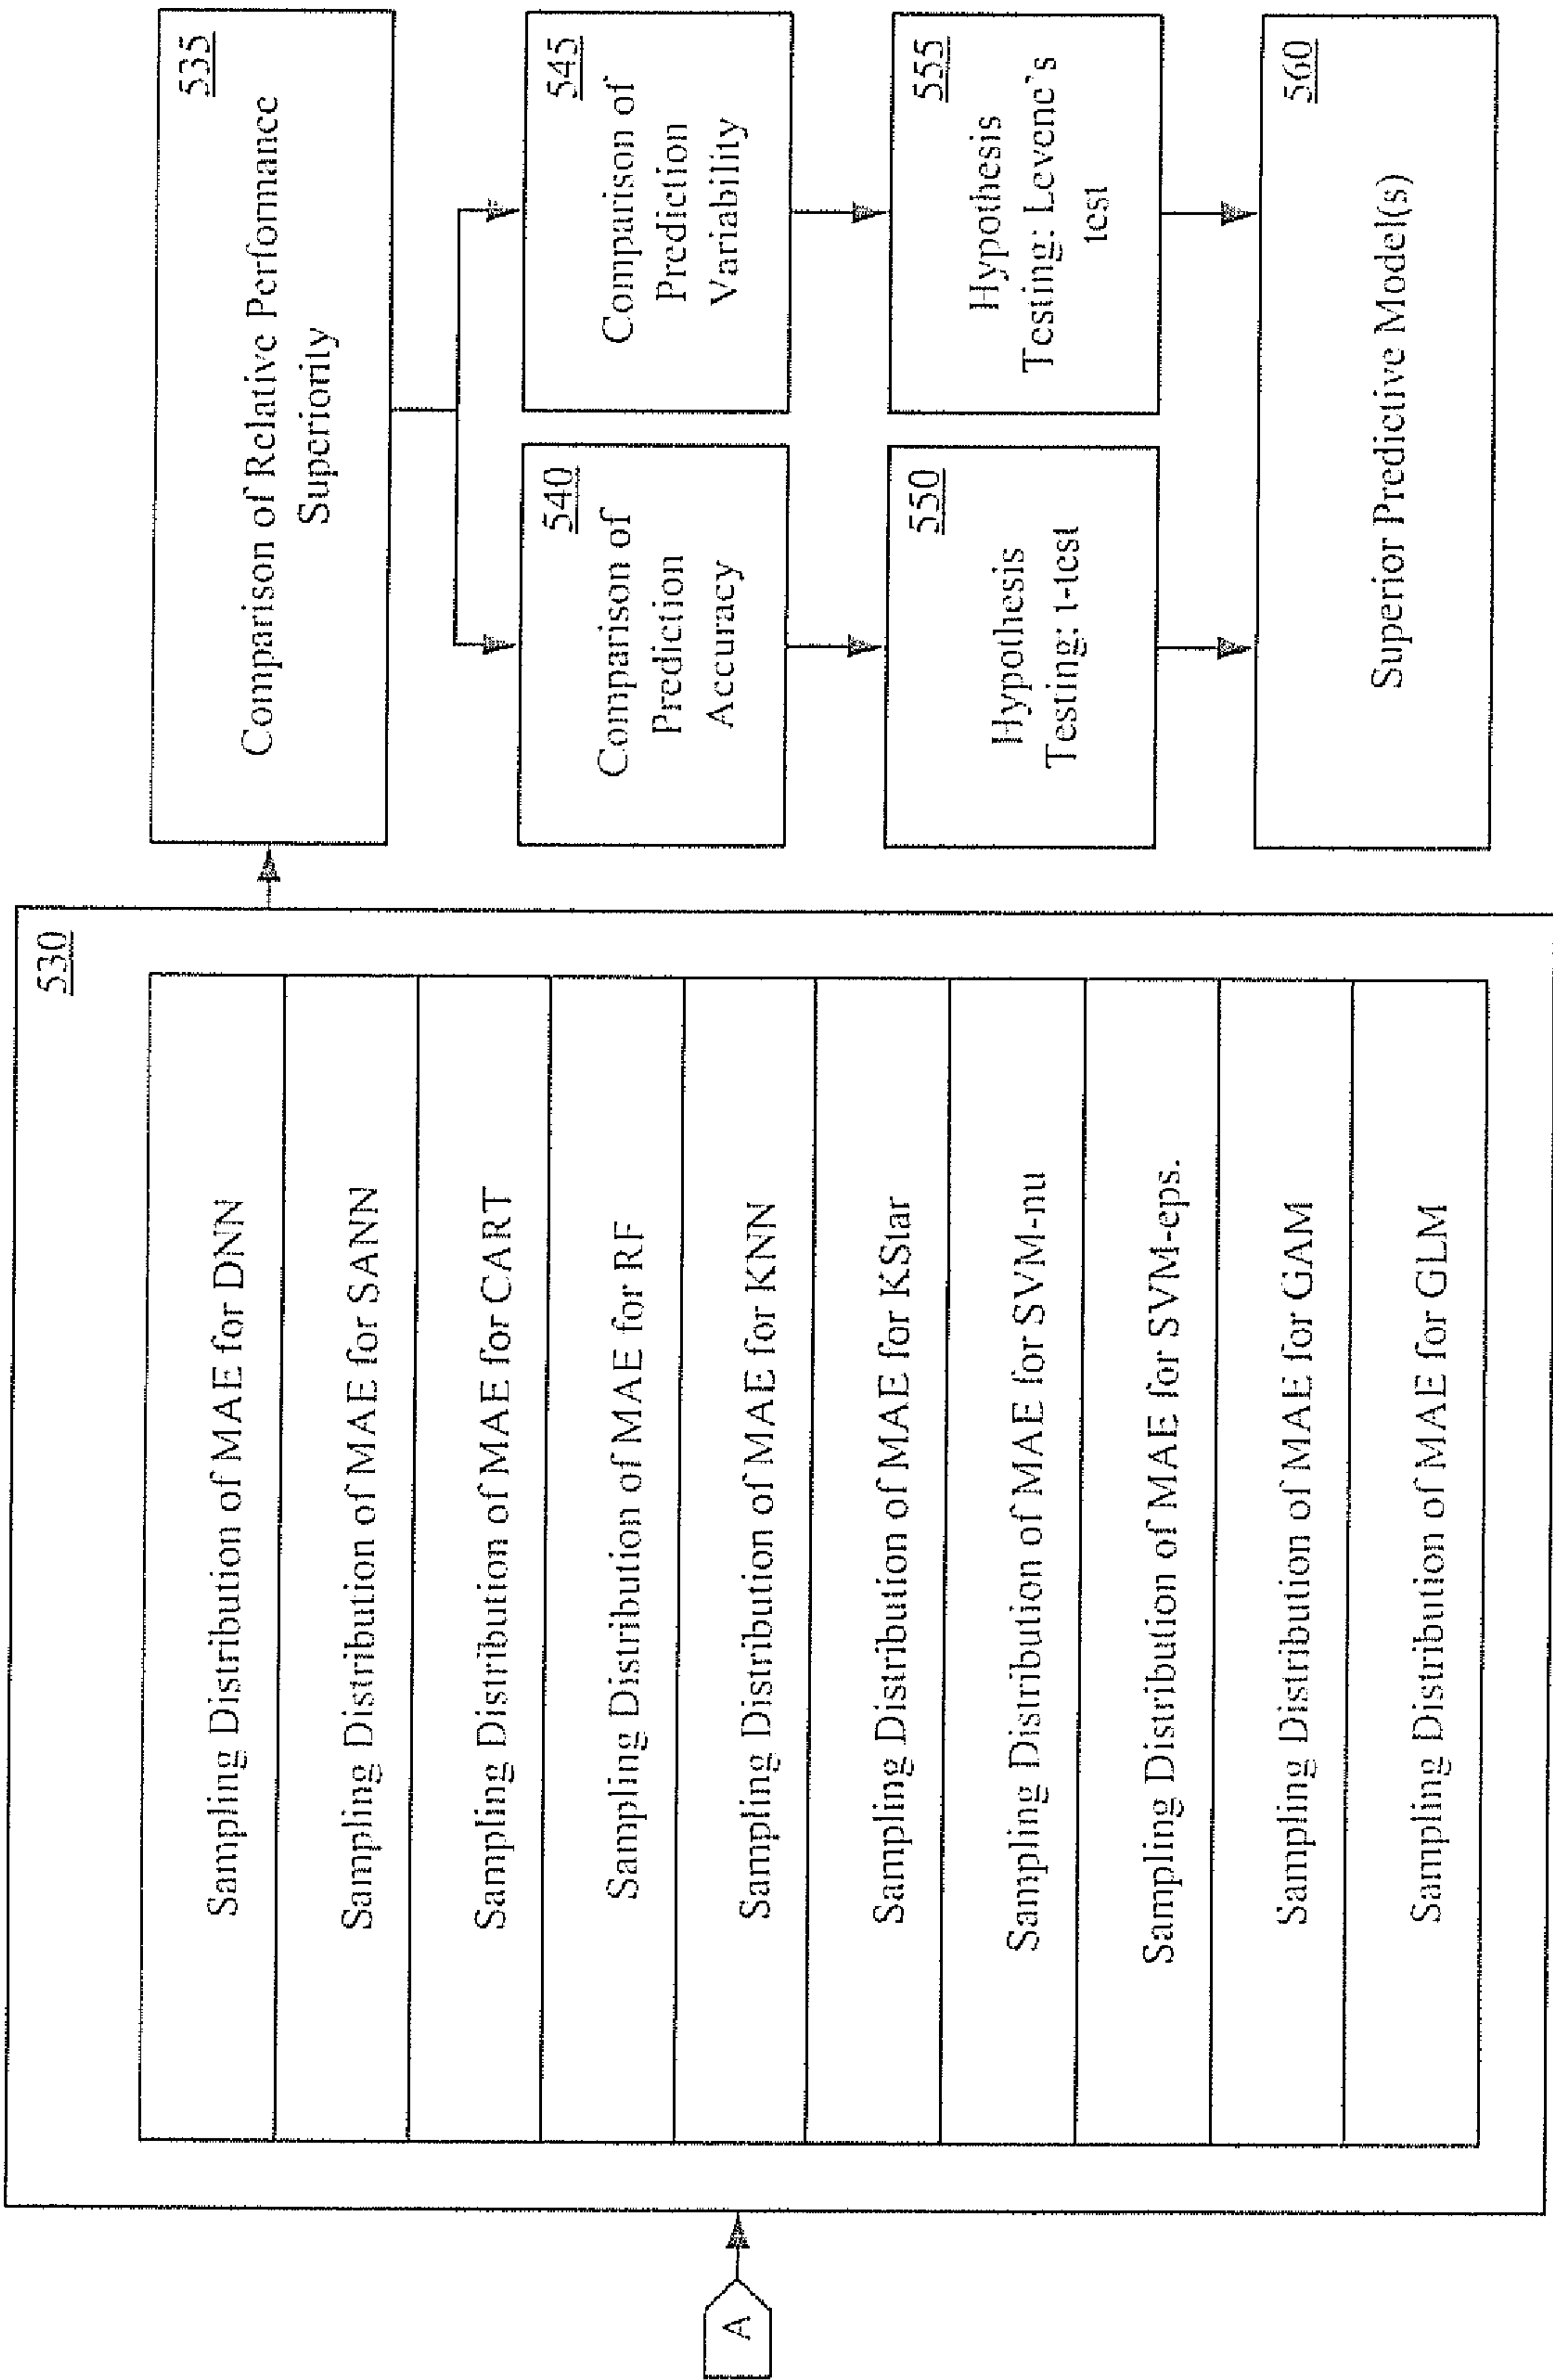 A
530
Sampling Distribution of MAE for DNN
Sampling Distribution of MAE for SANN
Sampling Distribution of MAE for CART
Sampling Distribution of MAE for RF
Sampling Distribution of MAE for KNN
Sampling Distribution of MAE for KStar
Sampling Distribution of MAE for SVM-nu
Sampling Distribution of MAE for SVM-eps.
Sampling Distribution of MAE for GAM
Sampling Distribution of MAE for GLM
535
Comparison of Relative Performance
Superiority
540
Comparison of
Prediction
Accuracy
545
Comparison of
Prediction
Variability
550
Hypothesis
Testing: t-test
555
Hypothesis
Testing: Levene's
test
560
Superior Predictive Model(s)